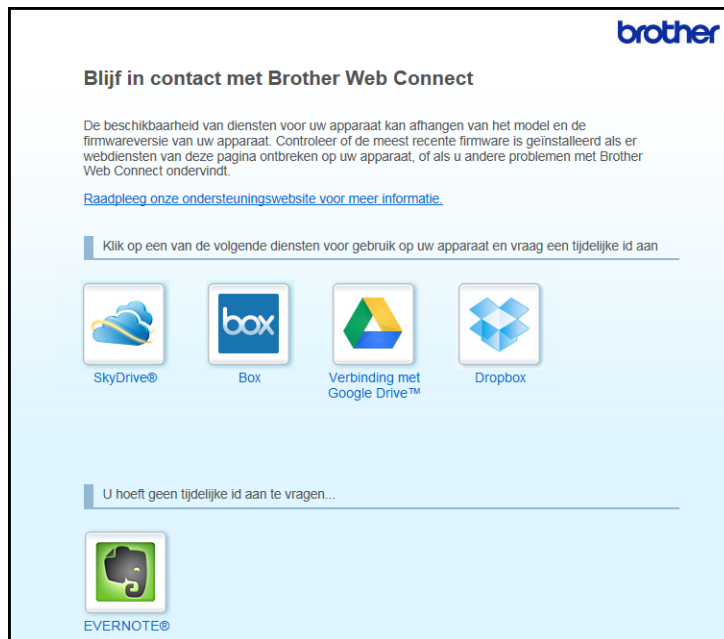 brother
Blijf in contact met Brother Web Connect
De beschikbaarheid van diensten voor uw apparaat kan afhangen van het model en de
firmwareversie van uw apparaat. Controleer of de meest recente firmware is geïnstalleerd als er
webdiensten van deze pagina ontbreken op uw apparaat, of als u andere problemen met Brother
Web Connect ondervindt.
Raadpleeg onze ondersteuningswebsite voor meer informatie.
Klik op een van de volgende diensten voor gebruik op uw apparaat en vraag een tijdelijke id aan
box
SkyDrive®
Box
Verbinding met
Google Drive™
Dropbox
U hoeft geen tijdelijke id aan te vragen...
EVERNOTE®